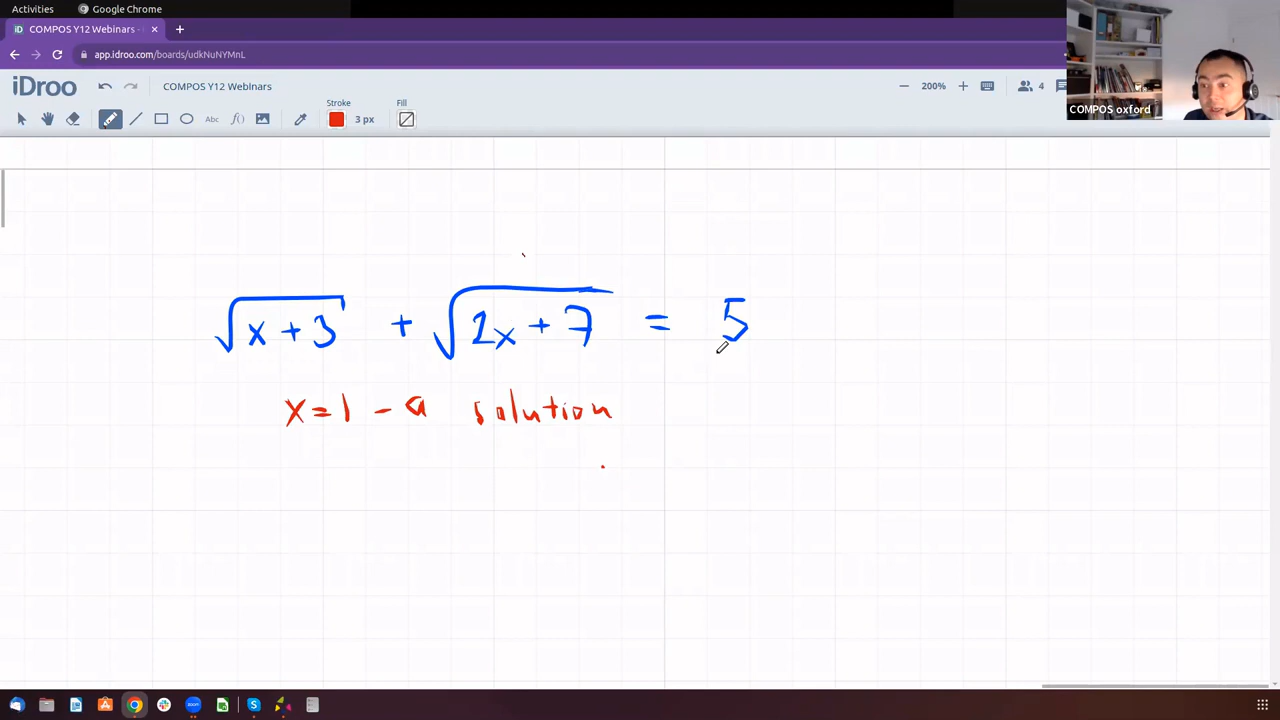 Activities
Google Chrome
COMPOS Y12 Webinars -
app.idroo.com/boards/udkNuNYMnL
iDroo
COMPOS Y12 Webinars
200%
4
Stroke
3 px
Fill
Abc
f()
COMPOS oxford
√x + 3 + √2x + 7 = 5
x = 1 - a solution